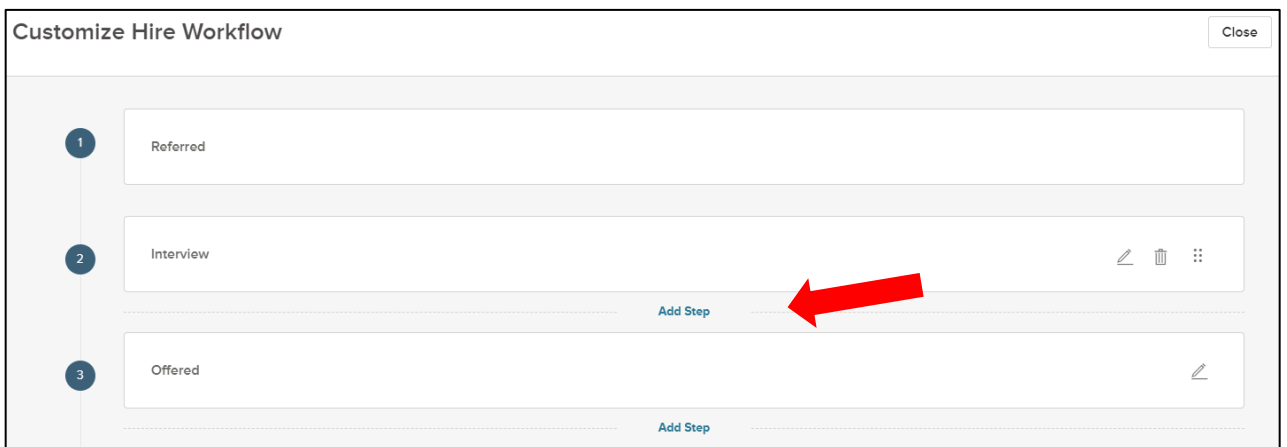 Customize Hire Workflow
Close
1
Referred
2
Interview
Add Step
3
Offered
Add Step